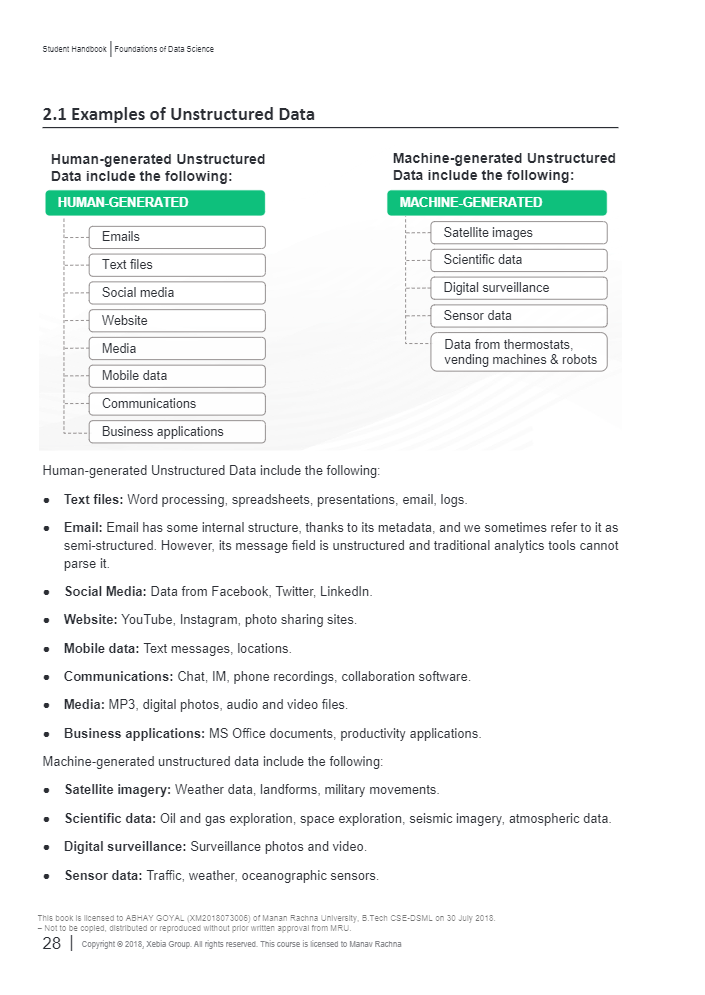 Student Handbook | Foundations of Data Science
2.1 Examples of Unstructured Data
Human-generated Unstructured
Data include the following:
HUMAN-GENERATED
Emails
Text files
Social media
Website
Media
Mobile data
Communications
Business applications
Machine-generated Unstructured
Data include the following:
MACHINE-GENERATED
Satellite images
Scientific data
Digital surveillance
Sensor data
Data from thermostats,
vending machines & robots
Human-generated Unstructured Data include the following:
● Text files: Word processing, spreadsheets, presentations, email, logs.
● Email: Email has some internal structure, thanks to its metadata, and we sometimes refer to it as
semi-structured. However, its message field is unstructured and traditional analytics tools cannot
parse it.
● Social Media: Data from Facebook, Twitter, LinkedIn.
● Website: YouTube, Instagram, photo sharing sites.
● Mobile data: Text messages, locations.
● Communications: Chat, IM, phone recordings, collaboration software.
● Media: MP3, digital photos, audio and video files.
● Business applications: MS Office documents, productivity applications.
Machine-generated unstructured data include the following:
● Satellite imagery: Weather data, landforms, military movements.
● Scientific data: Oil and gas exploration, space exploration, seismic imagery, atmospheric data.
● Digital surveillance: Surveillance photos and video.
● Sensor data: Traffic, weather, oceanographic sensors.
This book is licensed to ABHAY GOYAL (XM2018073006) of Manan Rachna University, B.Tech CSE-DSML on 30 July 2018.
– Not to be copied, distributed or reproduced without prior written approval from MRU.
28 | Copyright © 2018, Xebia Group. All rights reserved. This course is licensed to Manav Rachna